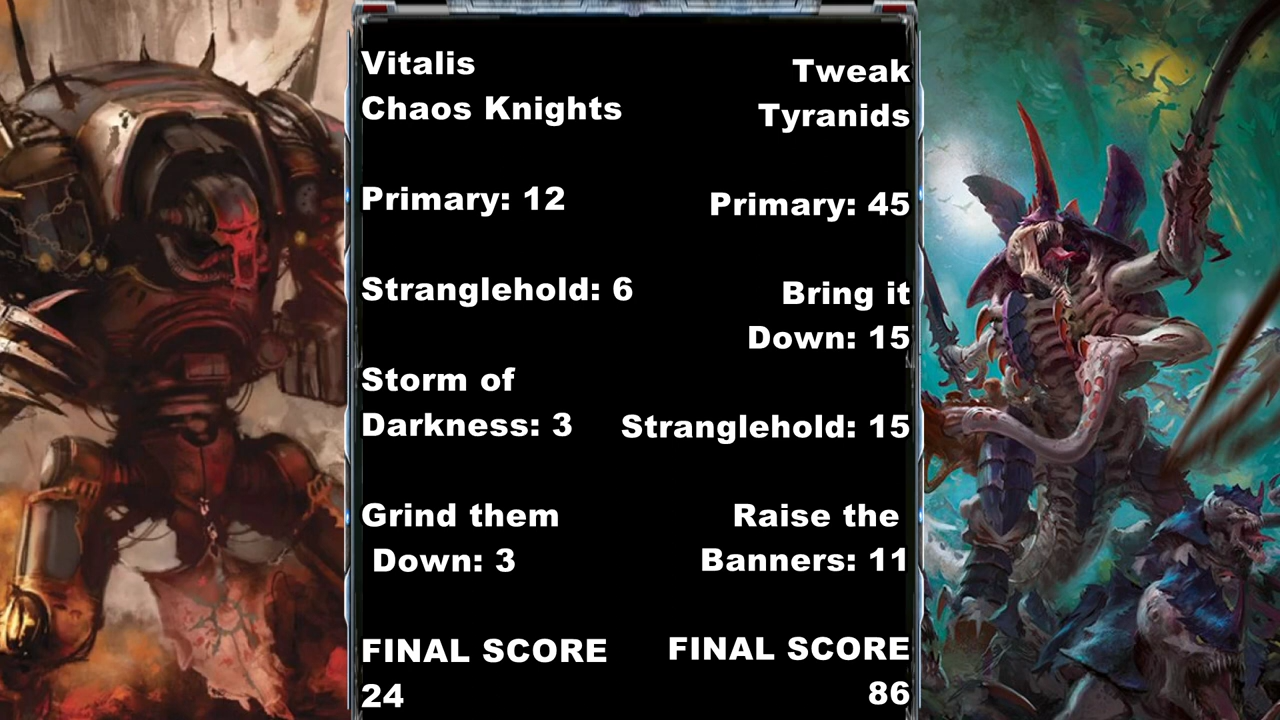 Vitalis
Chaos Knights
Primary: 12
Stranglehold: 6
Storm of
Darkness: 3
Grind them
Down: 3
FINAL SCORE
24
Tweak
Tyranids
Primary: 45
Bring it
Down: 15
Stranglehold: 15
Raise the
Banners: 11
FINAL SCORE
86